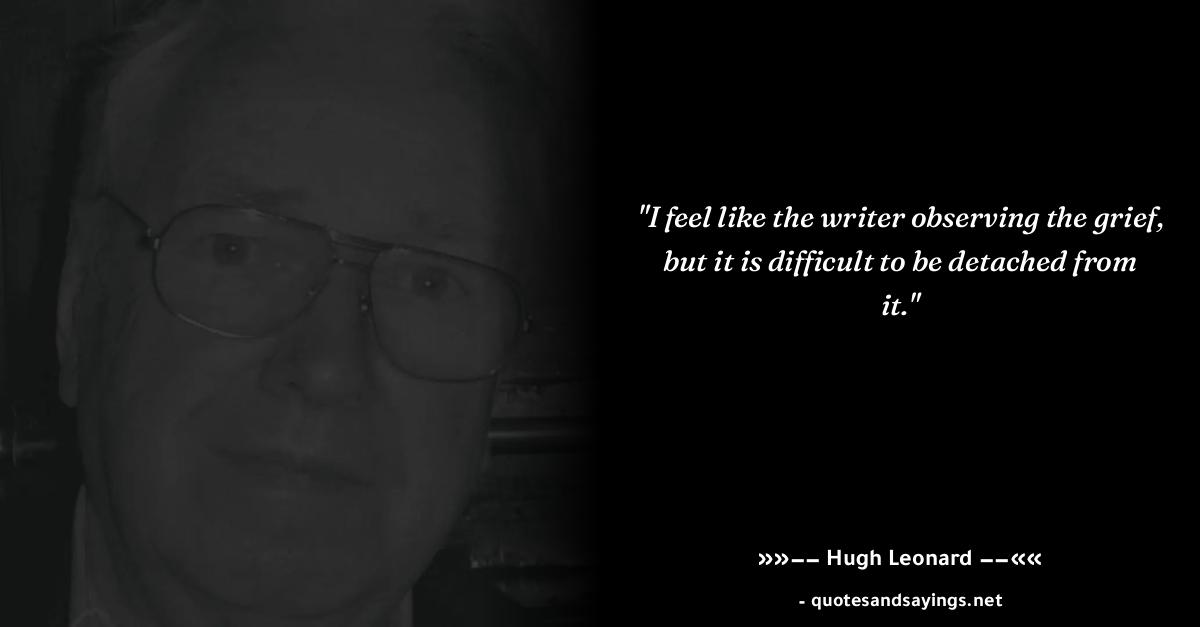 "I feel like the writer observing the grief,
but it is difficult to be detached from
it."
»»–– Hugh Leonard ––««
- quotesandsayings.net